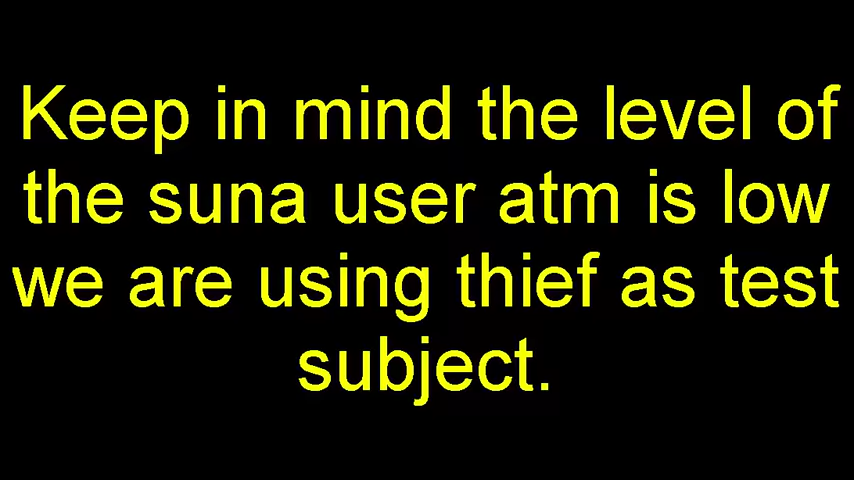 Keep in mind the level of
the suna user atm is low
we are using thief as test
subject.